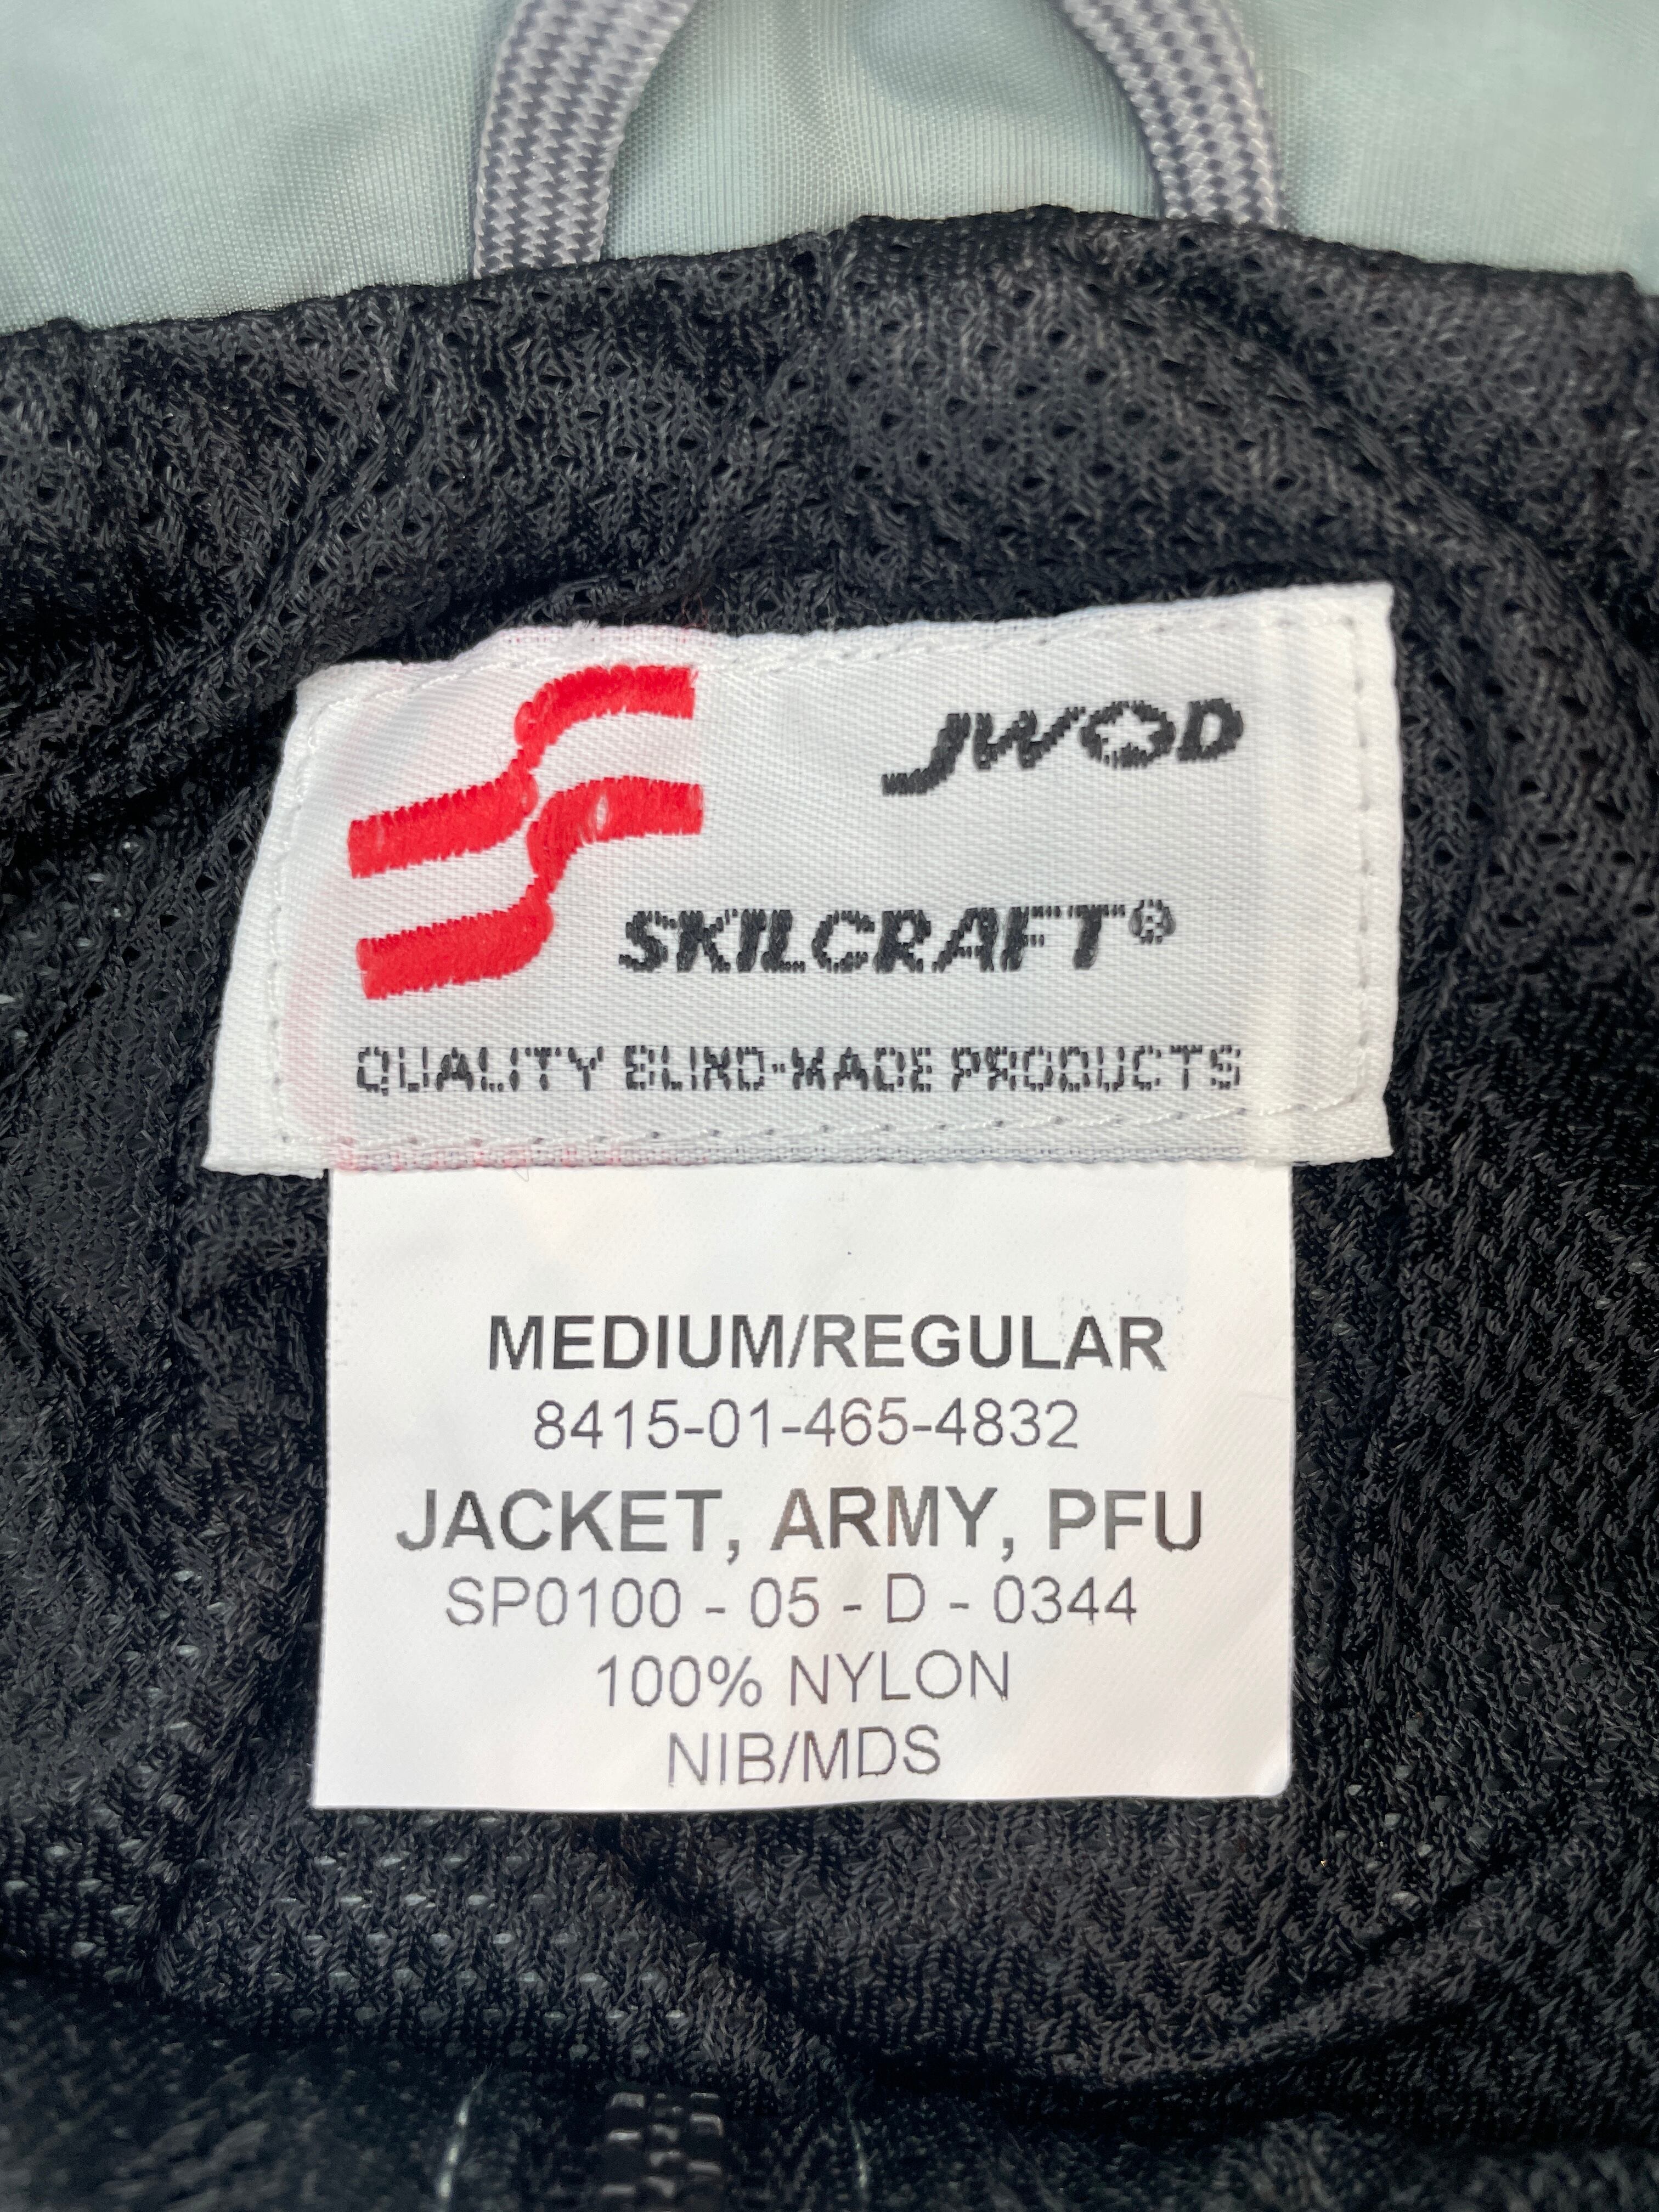 JWOD
SKILCRAFT®
QUALITY BLIND-MADE PRODUCTS
MEDIUM/REGULAR
8415-01-465-4832
JACKET, ARMY, PFU
SP0100 - 05 - D - 0344
100% NYLON
NIB/MDS